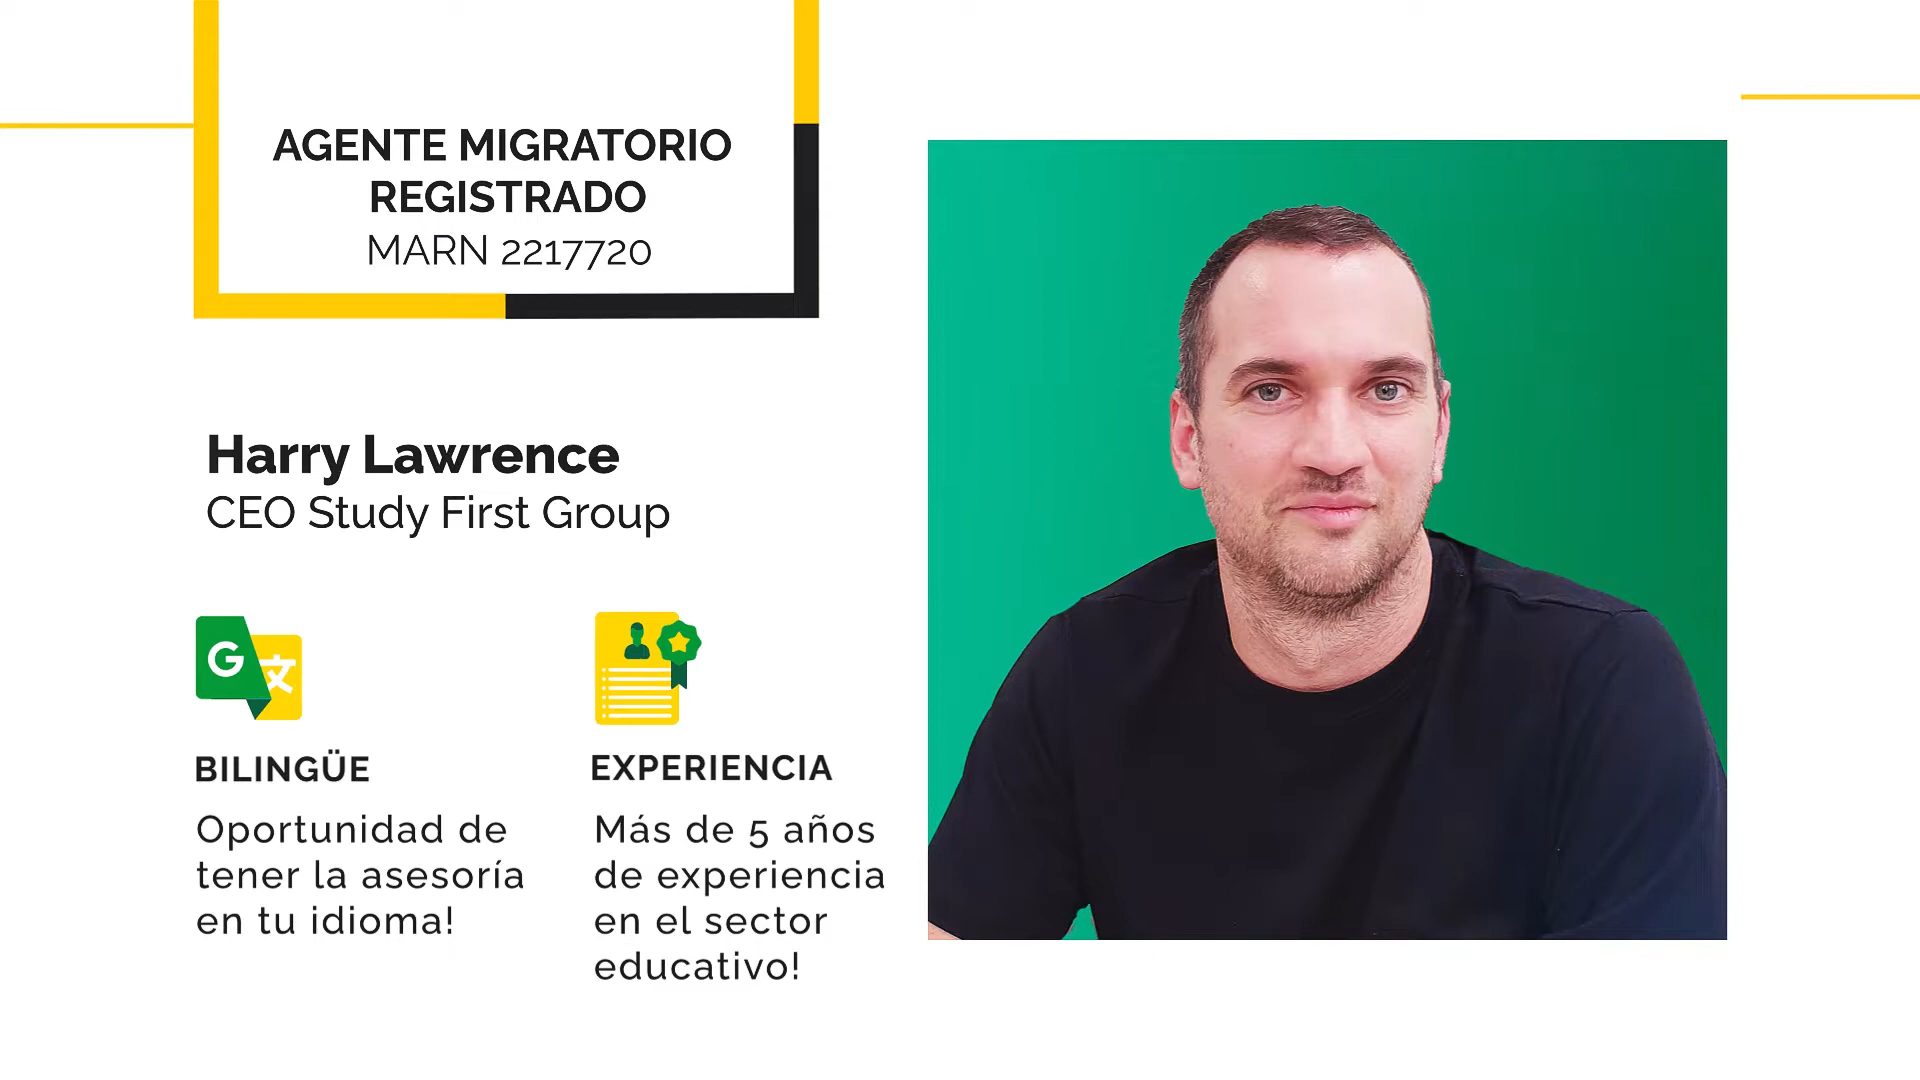 AGENTE MIGRATORIO
REGISTRADO
MARN 2217720
Harry Lawrence
CEO Study First Group
G 文
BILINGÜE
Oportunidad de
tener la asesoría
en tu idioma!
EXPERIENCIA
Más de 5 años
de experiencia
en el sector
educativo!